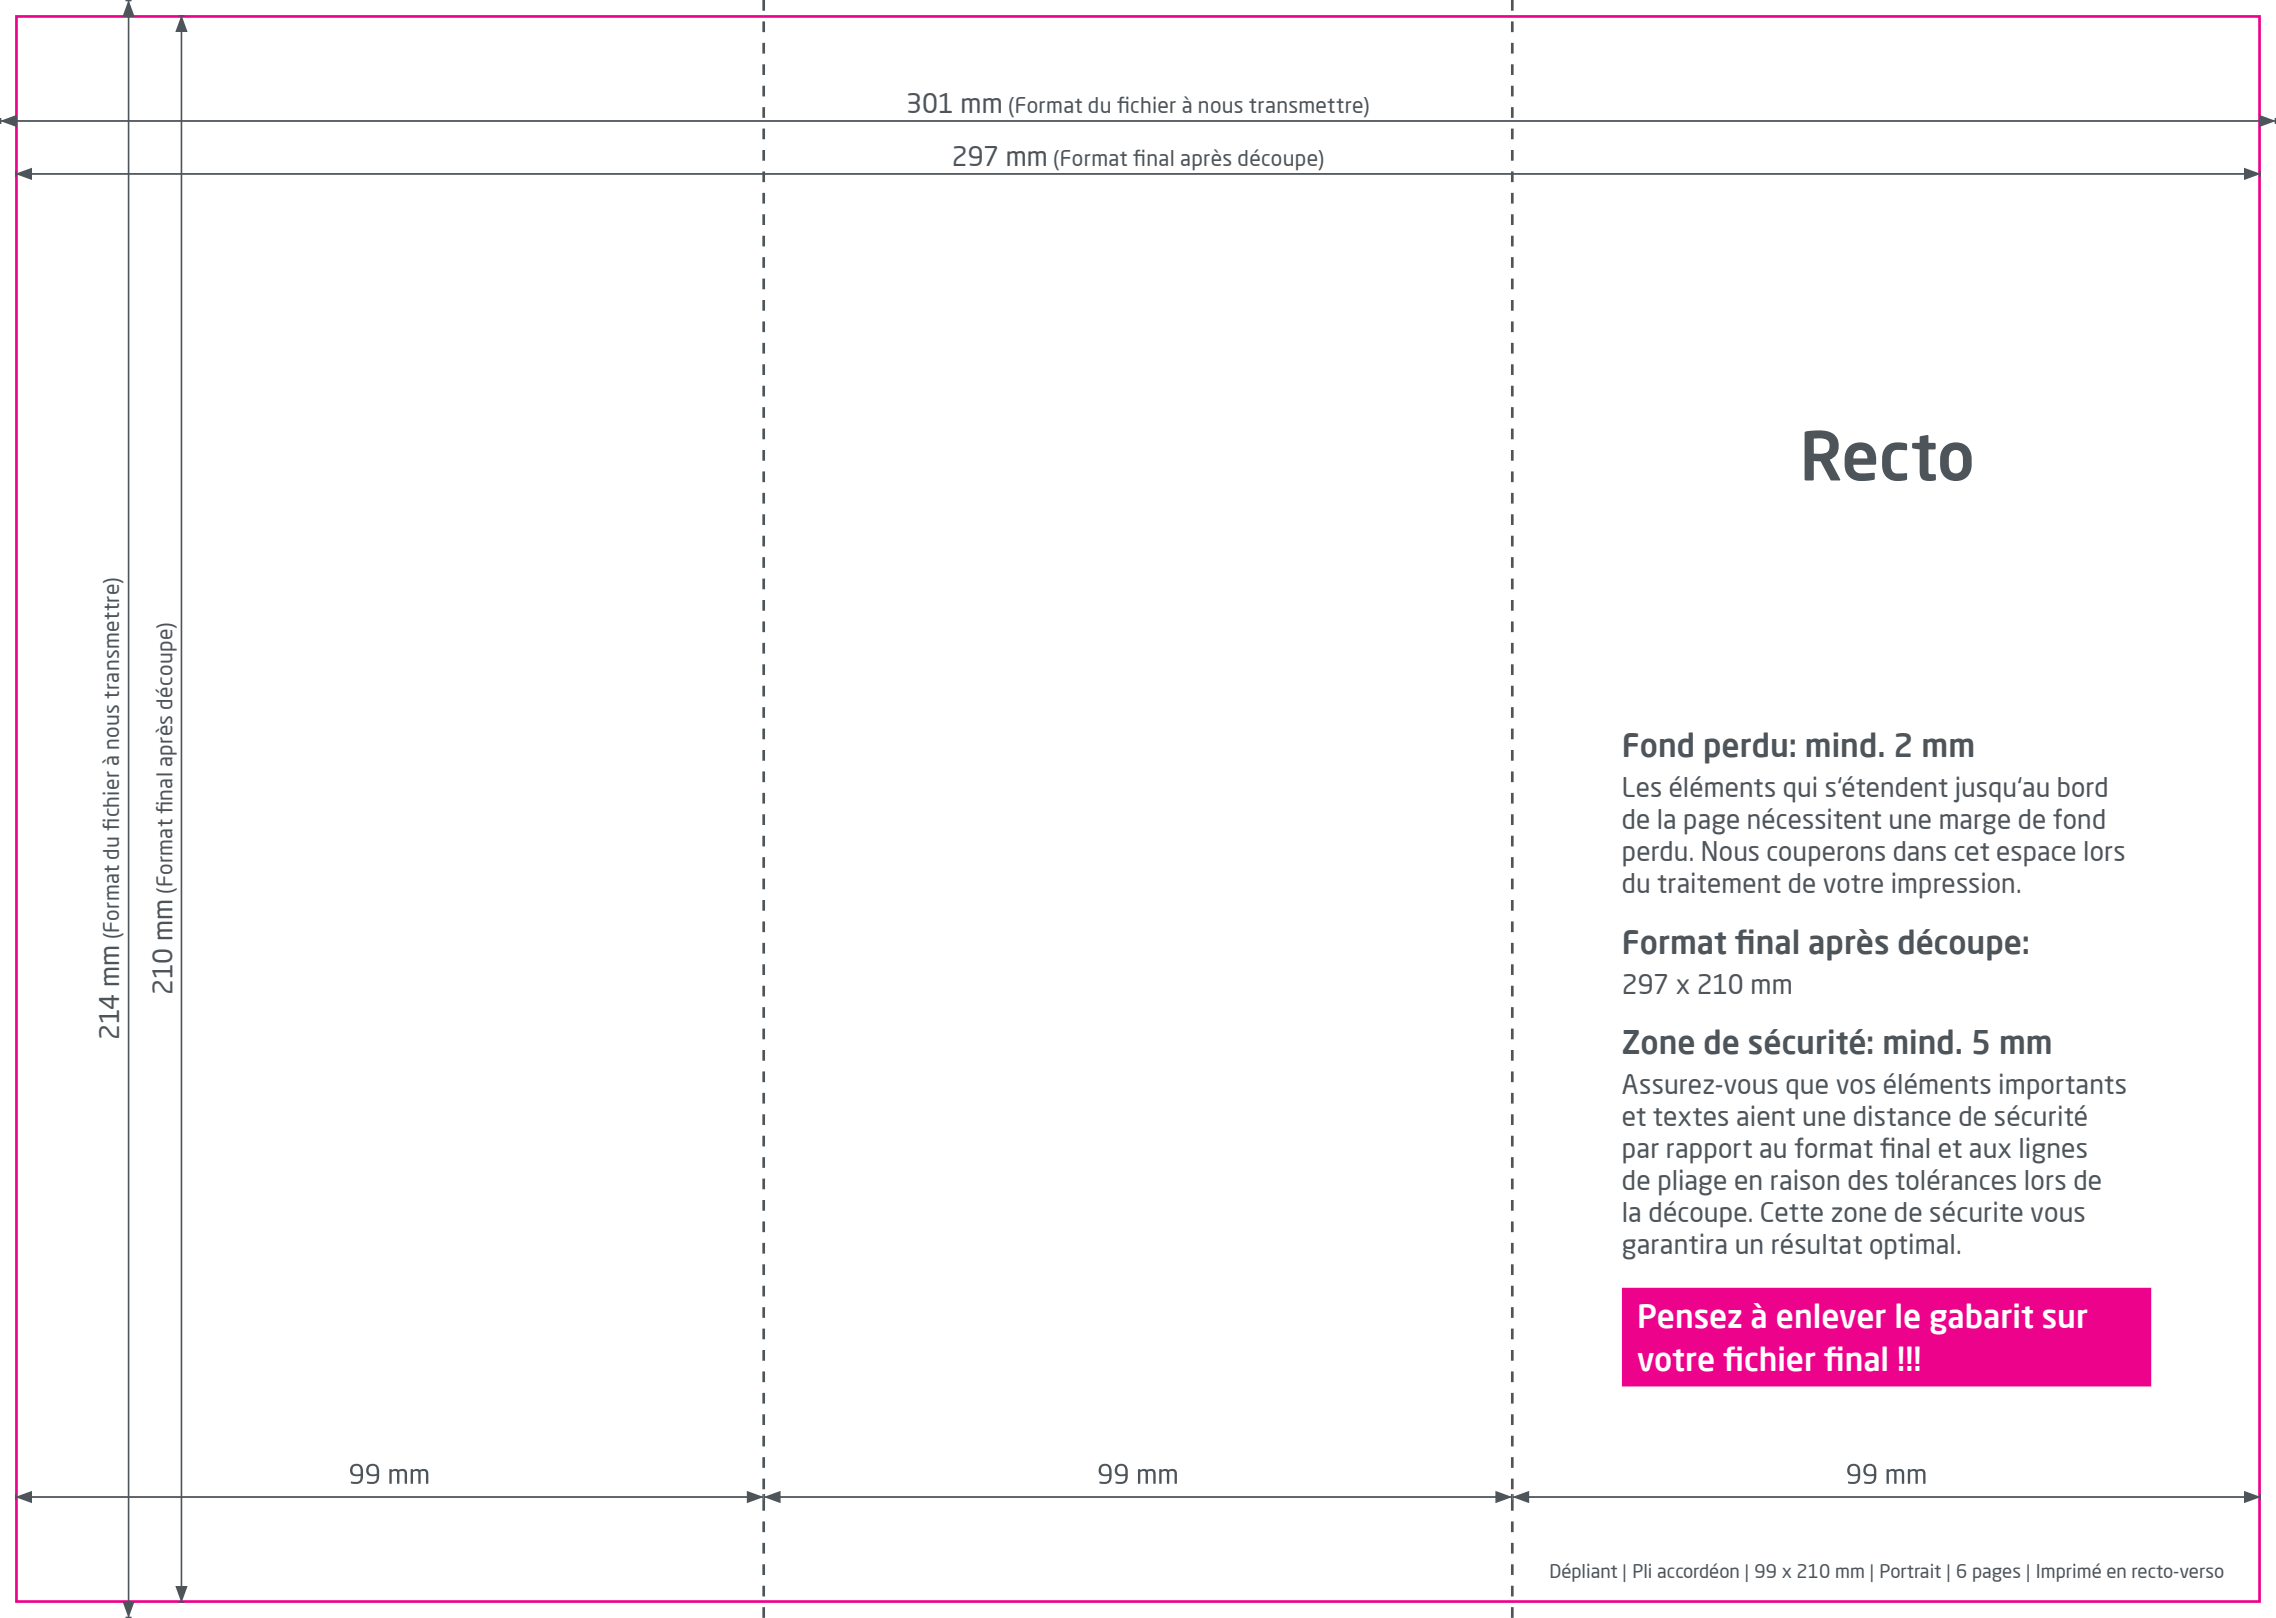 301 mm (Format du fichier à nous transmettre)
297 mm (Format final après découpe)
214 mm (Format du fichier à nous transmettre)
210 mm (Format final après découpe)
Recto
Fond perdu: mind. 2 mm
Les éléments qui s‘étendent jusqu‘au bord
de la page nécessitent une marge de fond
perdu. Nous couperons dans cet espace lors
du traitement de votre impression.
Format final après découpe:
297 x 210 mm
Zone de sécurité: mind. 5 mm
Assurez-vous que vos éléments importants
et textes aient une distance de sécurité
par rapport au format final et aux lignes
de pliage en raison des tolérances lors de
la découpe. Cette zone de sécurite vous
garantira un résultat optimal.
Pensez à enlever le gabarit sur
votre fichier final !!!
99 mm
99 mm
99 mm
Dépliant | Pli accordéon | 99 x 210 mm | Portrait | 6 pages | Imprimé en recto-verso